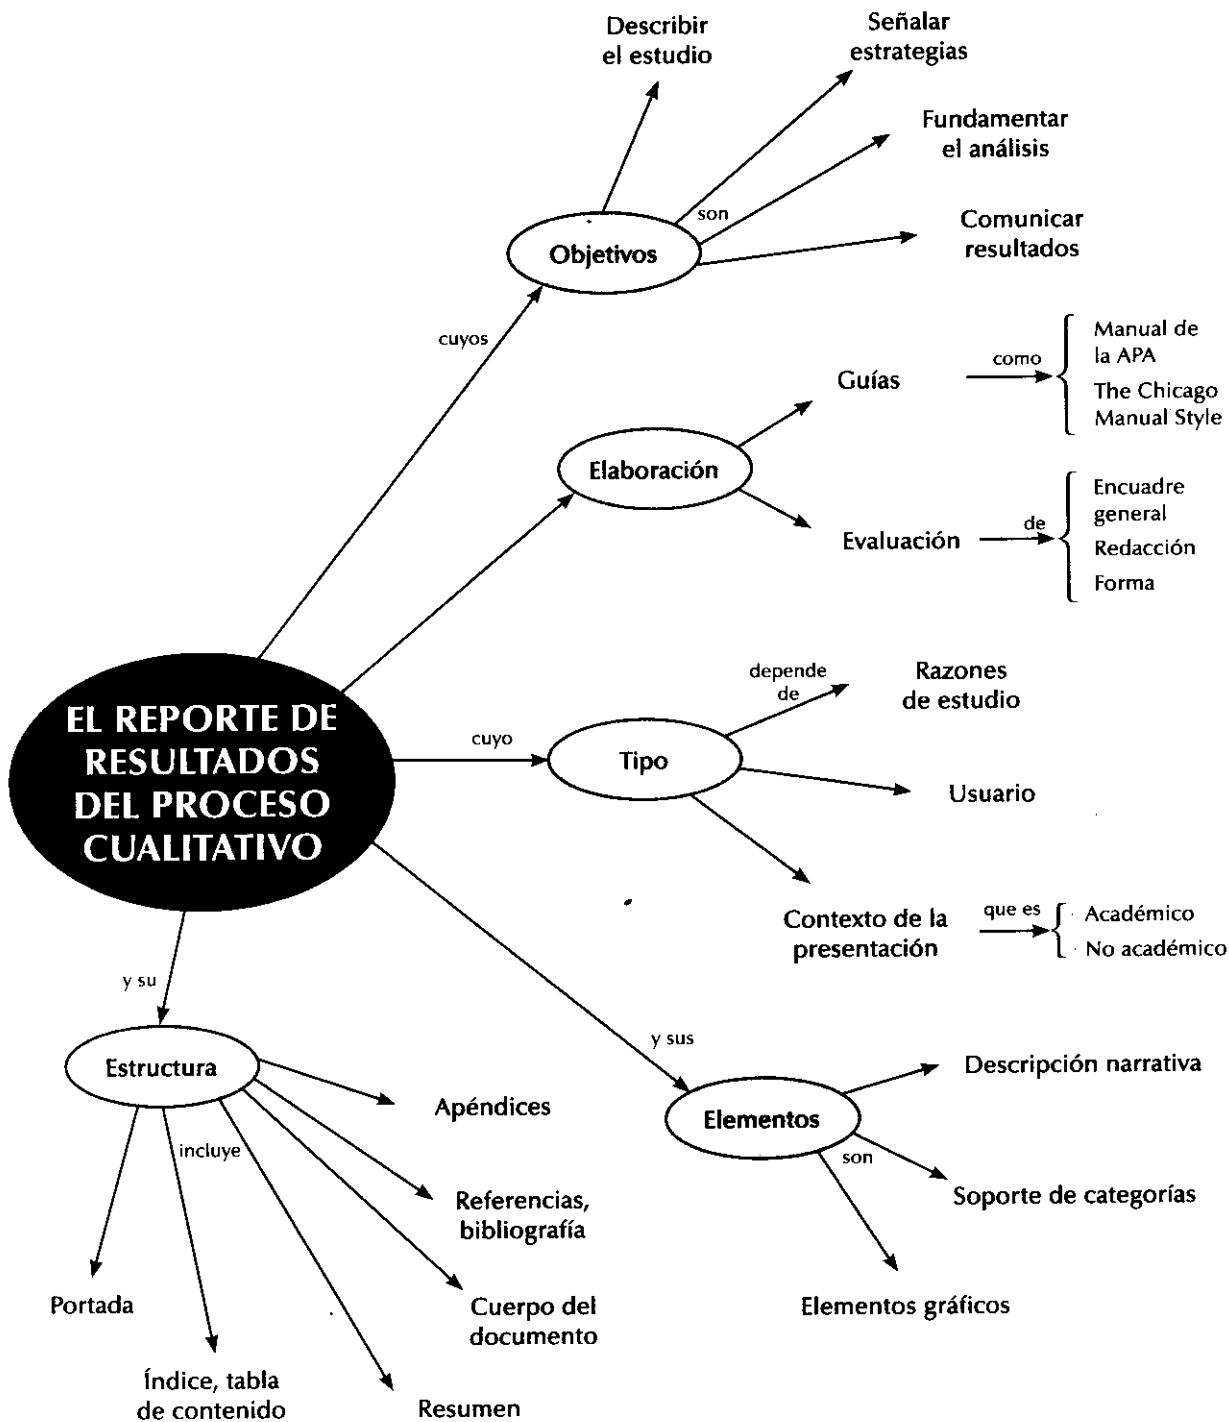 Describir
el estudio
Señalar
estrategias
Fundamentar
el análisis
son
Comunicar
resultados
Objetivos
cuyos
Manual de
la APA
como
Guías
The Chicago
Manual Style
Elaboración
Encuadre
general
de
Evaluación
Redacción
Forma
EL REPORTE DE
RESULTADOS
DEL PROCESO
CUALITATIVO
depende
de
Razones
de estudio
cuyo
Tipo
Usuario
Contexto de la
presentación
que es
Académico
No académico
y su
Estructura
incluye
Apéndices
Referencias,
bibliografía
Cuerpo del
documento
Portada
Índice, tabla
de contenido
Resumen
y sus
Elementos
son
Descripción narrativa
Soporte de categorías
Elementos gráficos